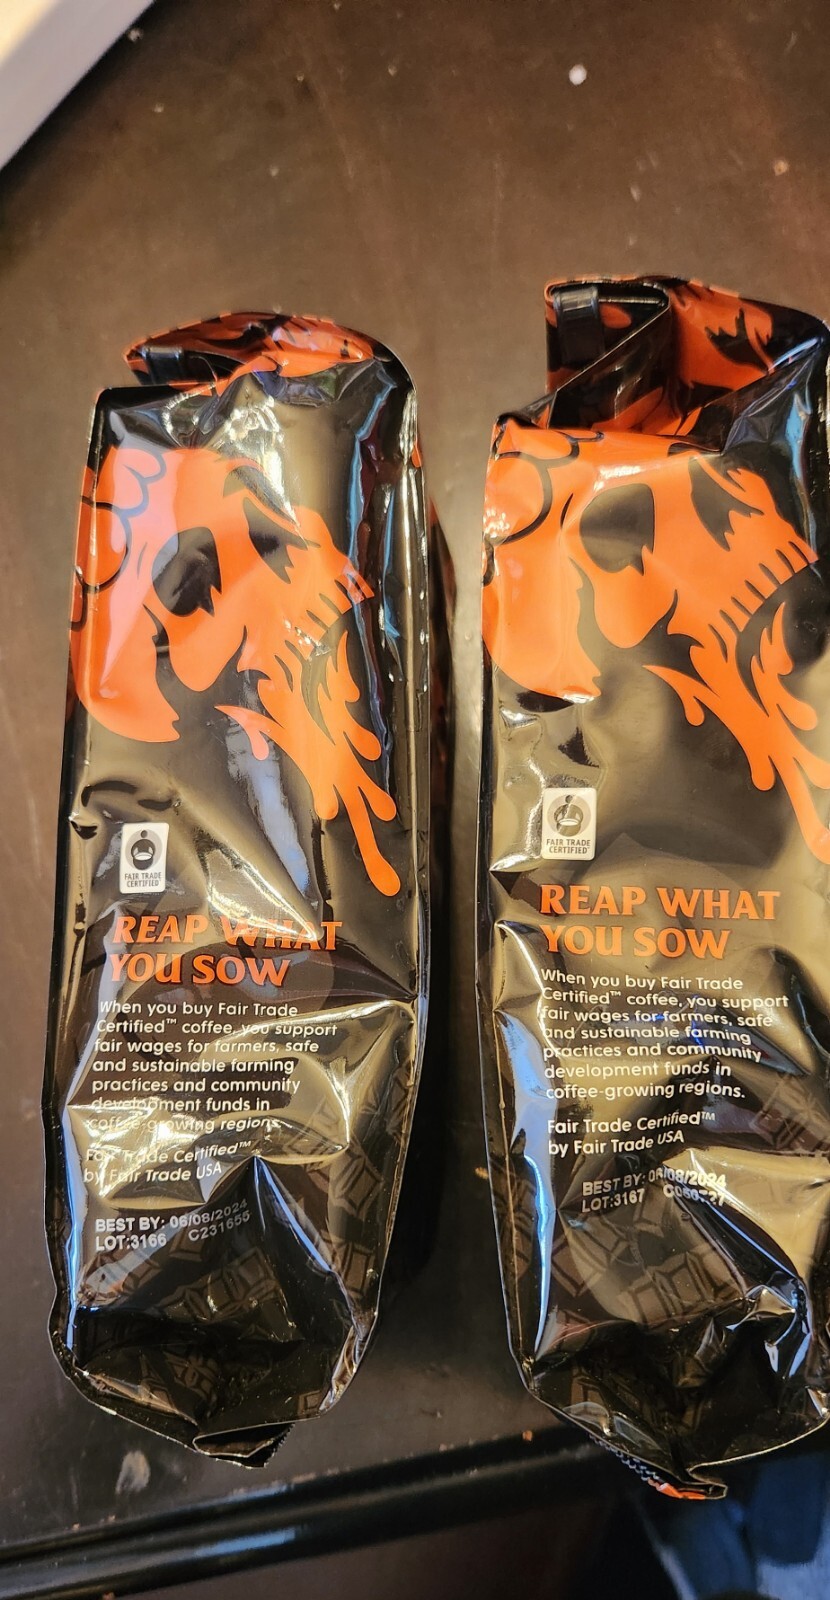 FAIR TRADE
CERTIFIED
REAP WHAT
YOU SOW
When you buy Fair Trade
Certified™ coffee, you support
fair wages for farmers, safe
and sustainable farming
practices and community
development funds in
coffee-growing regions.
Fair Trade Certified™
by Fair Trade USA
BEST BY: 06/08/2024
LOT:3166 C231655
FAIR TRADE
CERTIFIED
REAP WHAT
YOU SOW
When you buy Fair Trade
Certified™ coffee, you support
fair wages for farmers, safe
and sustainable farming
practices and community
development funds in
coffee-growing regions.
Fair Trade Certified™
by Fair Trade USA
BEST BY:
LOT:3167